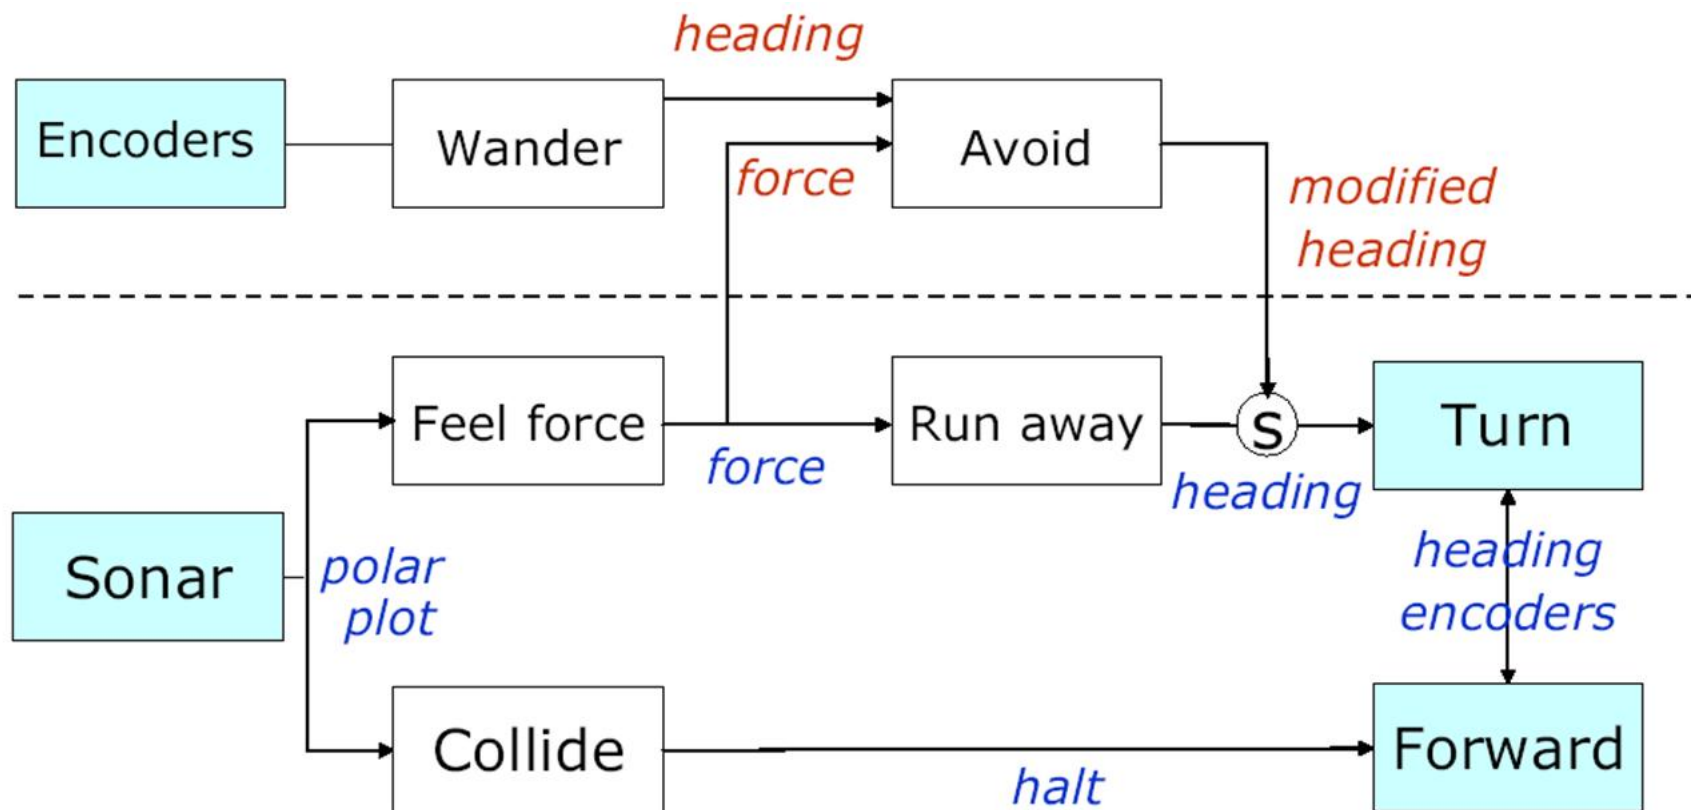 heading
Encoders
Wander
Avoid
force
modified
heading
Feel force
Run away
S
Turn
force
heading
Sonar
polar
plot
heading
encoders
Collide
Forward
halt